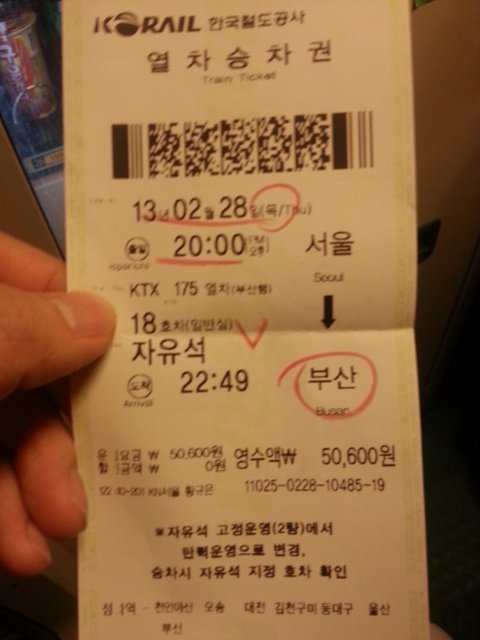 KORAIL 한국철도공사
열 차 승 차 권
Train Ticket
13년 02월 28일(목/Thu)
출발 20:00 서울
Departure Seoul
KTX 175 열차(부산행)
18호차(일반실)
자유석
도착 22:49 부산
Arrival Busan
운임요금 ₩ 50,600원 영수액₩ 50,600원
할인금액 ₩ 0원
11025-0228-10485-19
※자유석 고정운영(2량)에서
탄력운영으로 변경,
승차시 자유석 지정 호차 확인
정차역 - 천안아산 오송 대전 김천구미 동대구 울산
부산